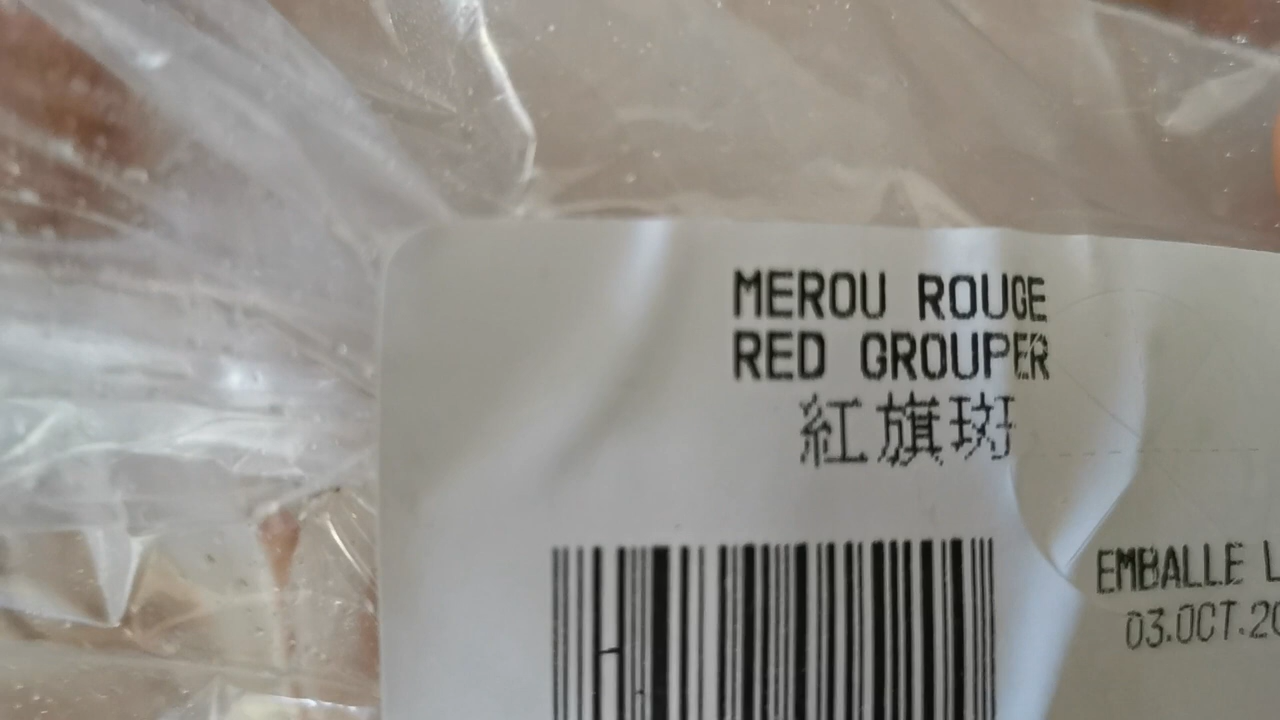 MEROU ROUGE
RED GROUPER
紅旗斑
EMBALLE L
03.OCT.20